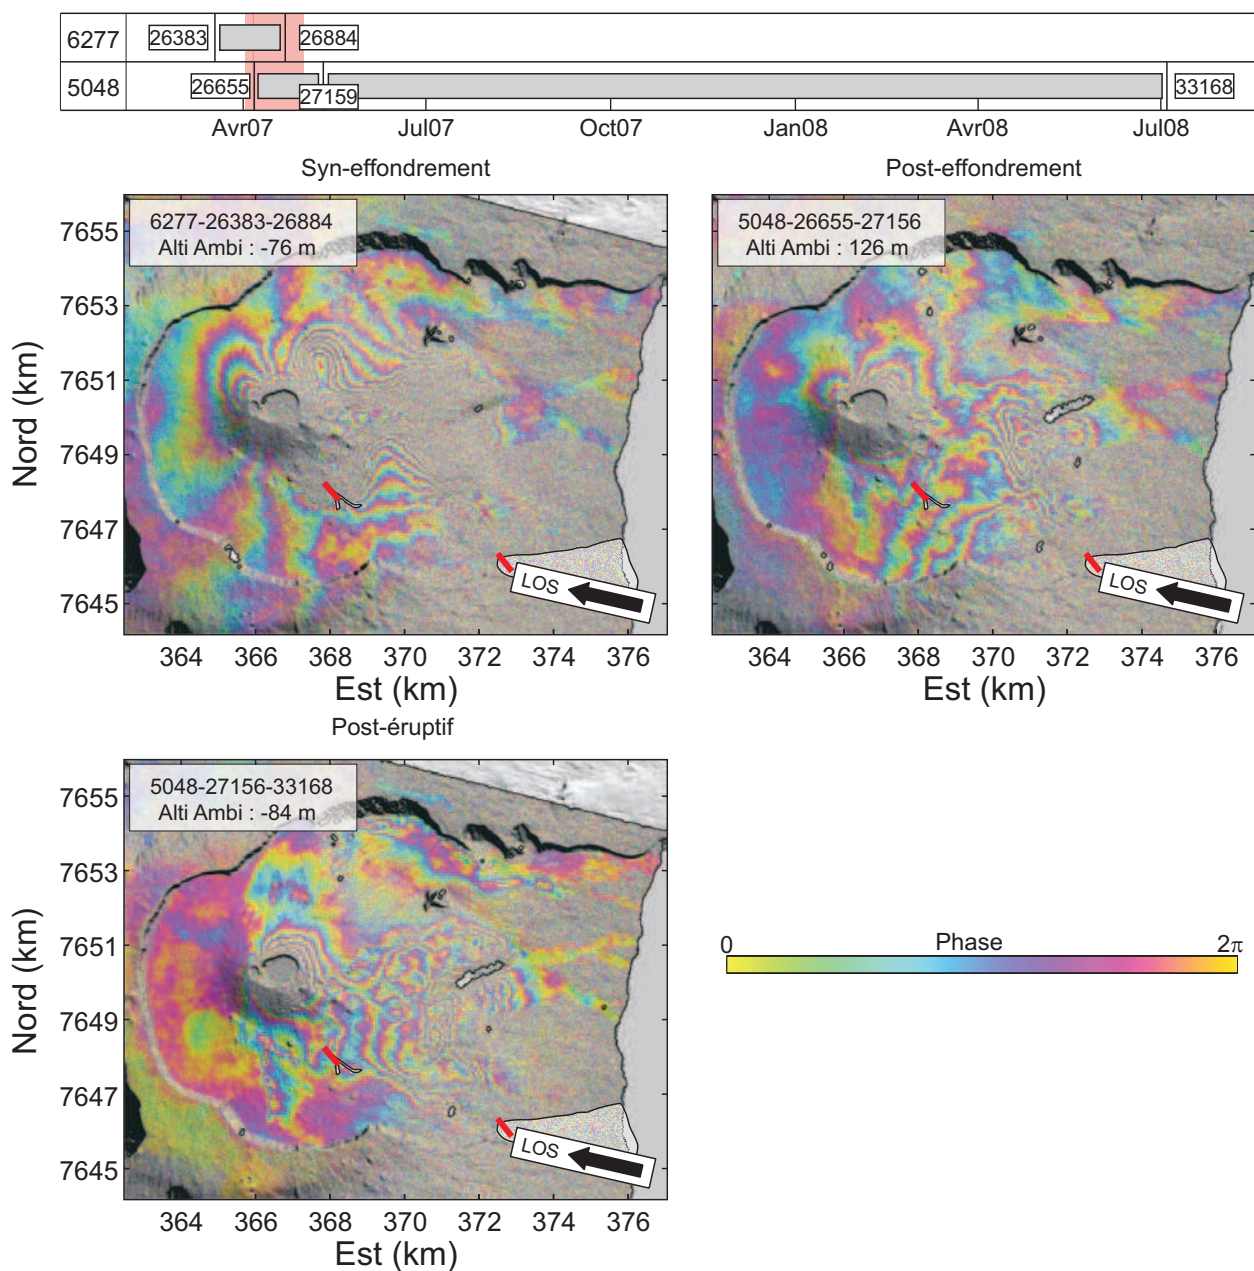 6277 26383 26884
5048 26655 27159 33168
Avr07 Jul07 Oct07 Jan08 Avr08 Jul08
Syn-effondrement
6277-26383-26884
Alti Ambi : -76 m
7655
7653
7651
7649
7647
7645
Nord (km)
LOS
364 366 368 370 372 374 376
Est (km)
Post-effondrement
5048-26655-27156
Alti Ambi : 126 m
LOS
364 366 368 370 372 374 376
Est (km)
Post-éruptif
5048-27156-33168
Alti Ambi : -84 m
7655
7653
7651
7649
7647
7645
Nord (km)
LOS
364 366 368 370 372 374 376
Est (km)
0 Phase 2π